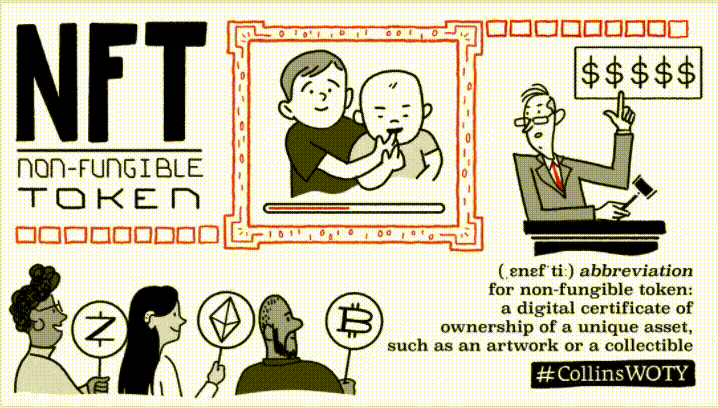 NFT
NON-FUNGIBLE
TOKEN
$$$$$
(ˌɛnɛfˈtiː) abbreviation
for non-fungible token:
a digital certificate of
ownership of a unique asset,
such as an artwork or a collectible
#CollinsWOTY